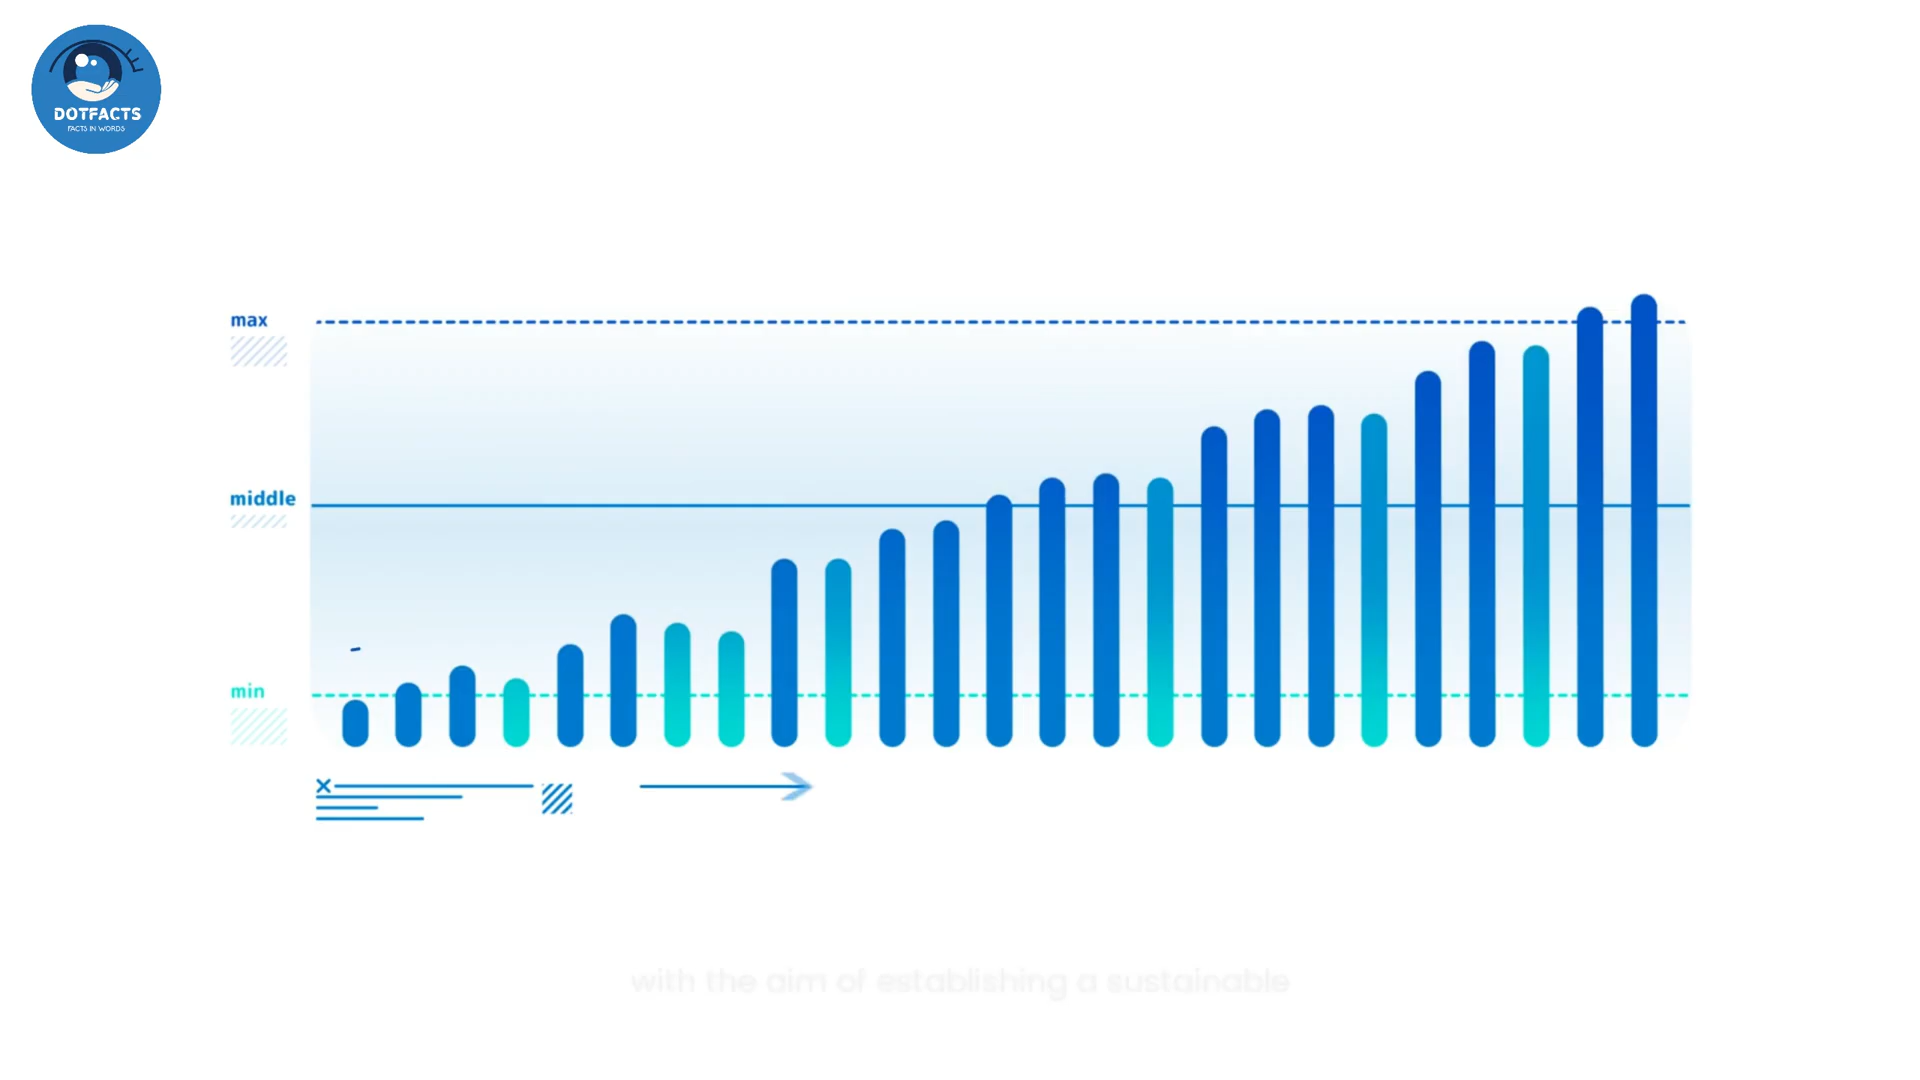 DOTFACTS
FACTS IN WORDS
max
middle
min
with the aim of establishing a sustainable